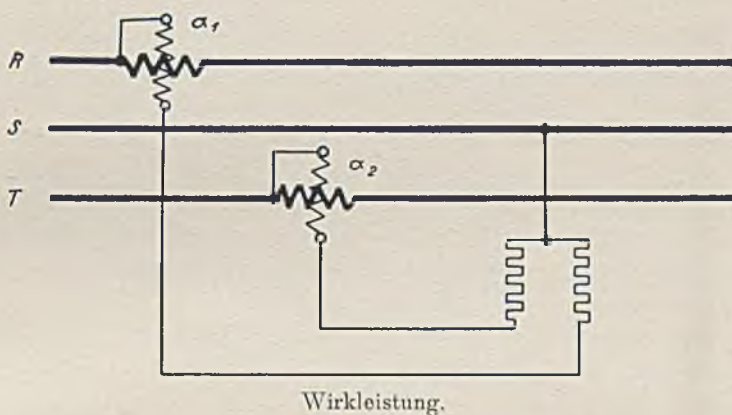 α₁
R
S
α₂
T
Wirkleistung.